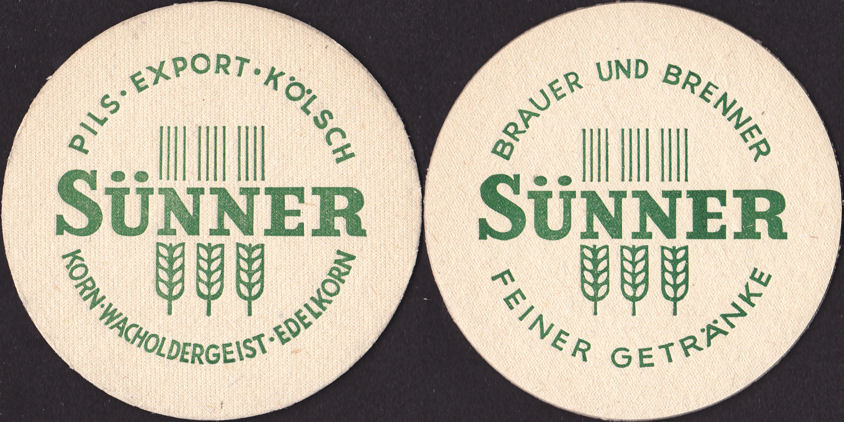 PILS · EXPORT · KÖLSCH
SÜNNER
KORN · WACHOLDERGEIST · EDELKORN
BRAUER UND BRENNER
SÜNNER
FEINER GETRÄNKE